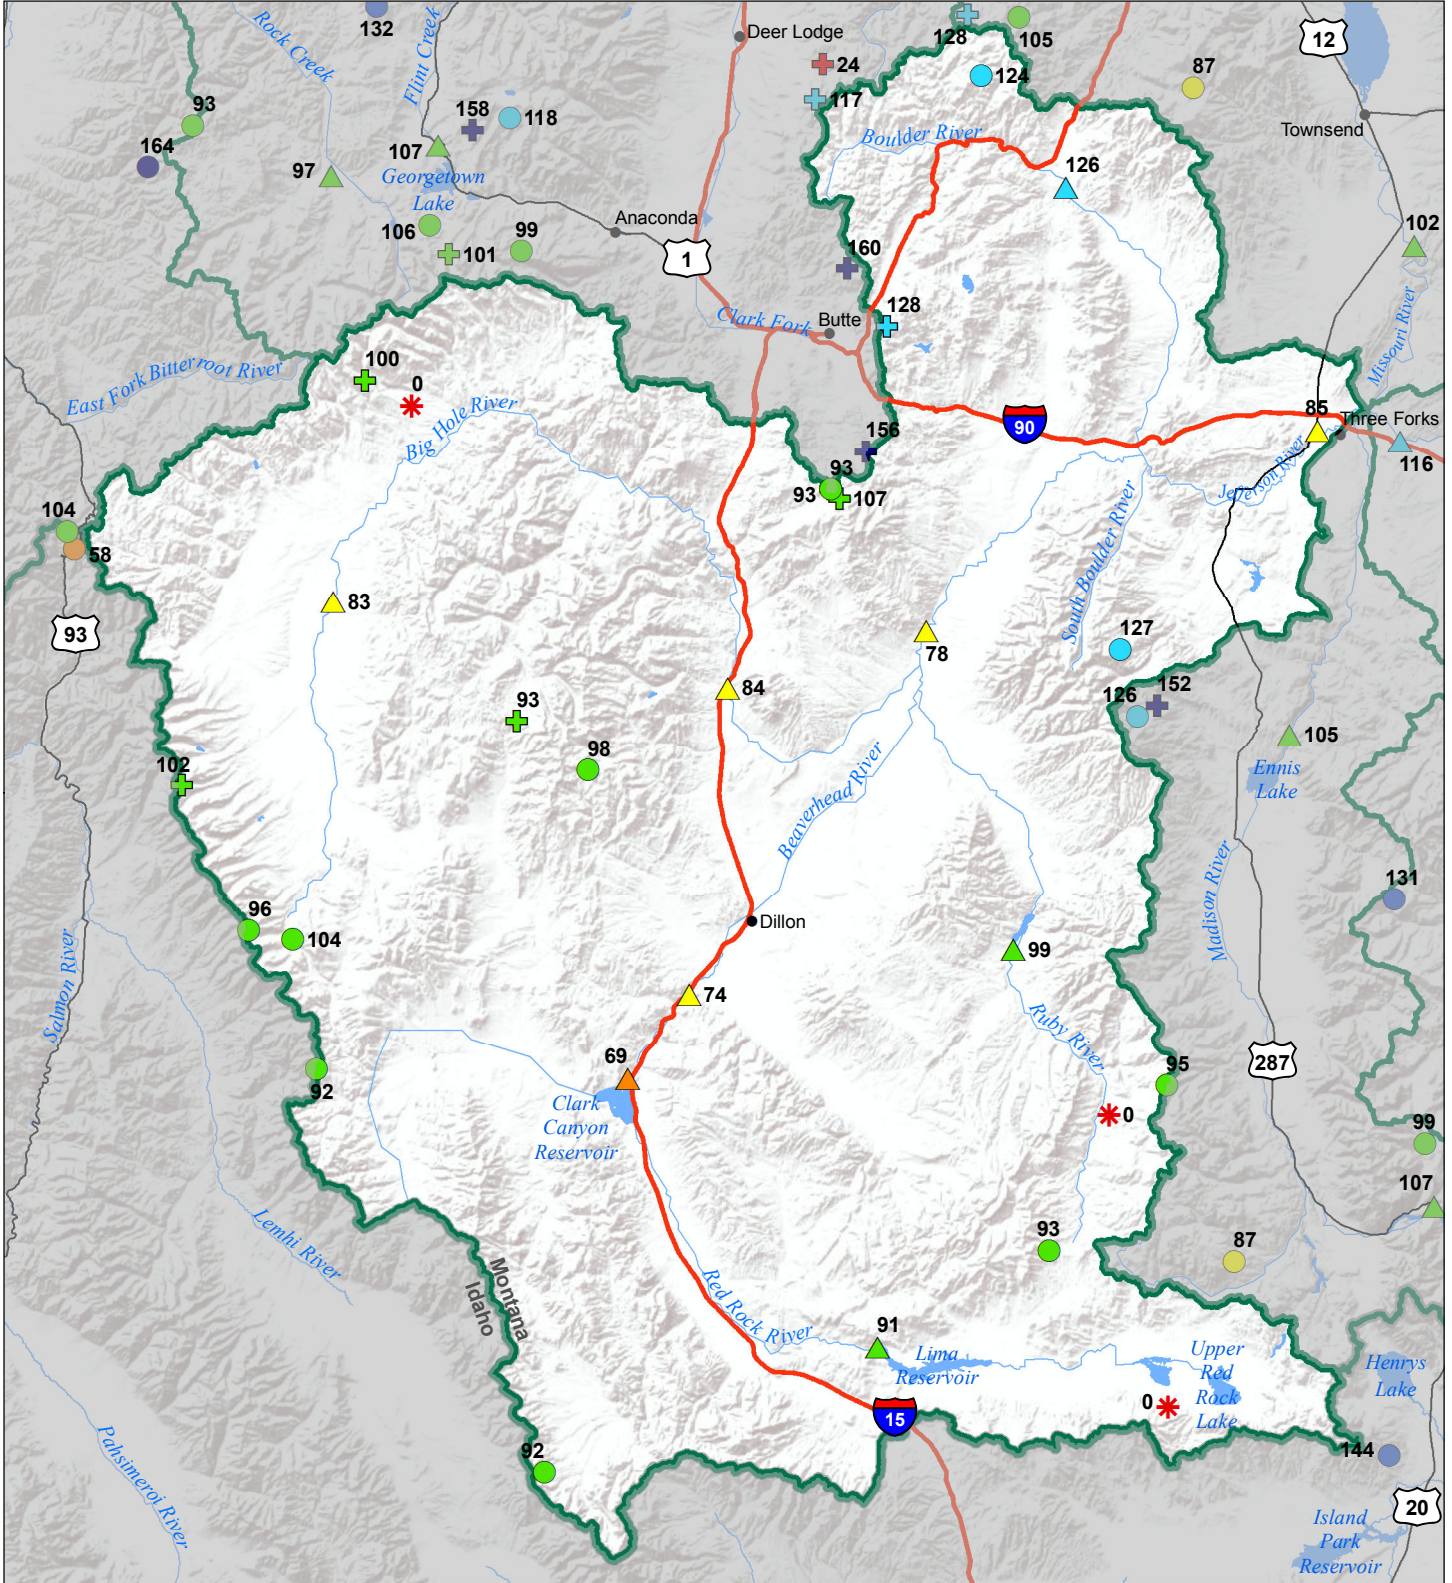 132
Rock Creek
Flint Creek
Deer Lodge
128
105
12
24
124
87
117
93
158
118
Townsend
Boulder River
164
107
97
126
Georgetown
Lake
Anaconda
106
99
101
1
160
102
128
Clark Fork
Butte
Missouri River
East Fork Bitterroot River
100
0
Big Hole River
90
85
Three Forks
156
116
93
93
107
Jefferson River
104
58
South Boulder River
83
93
127
78
84
152
126
93
98
105
102
Ennis
Lake
Beaverhead River
Madison River
131
96
Dillon
104
99
Salmon River
74
Ruby River
69
287
95
92
Clark
Canyon
Reservoir
0
99
107
Lemhi River
93
87
Montana
Idaho
Red Rock River
91
Lima
Reservoir
Upper
Red
Rock
Lake
Henrys
Lake
0
15
92
144
Pahsimeroi River
20
Island
Park
Reservoir